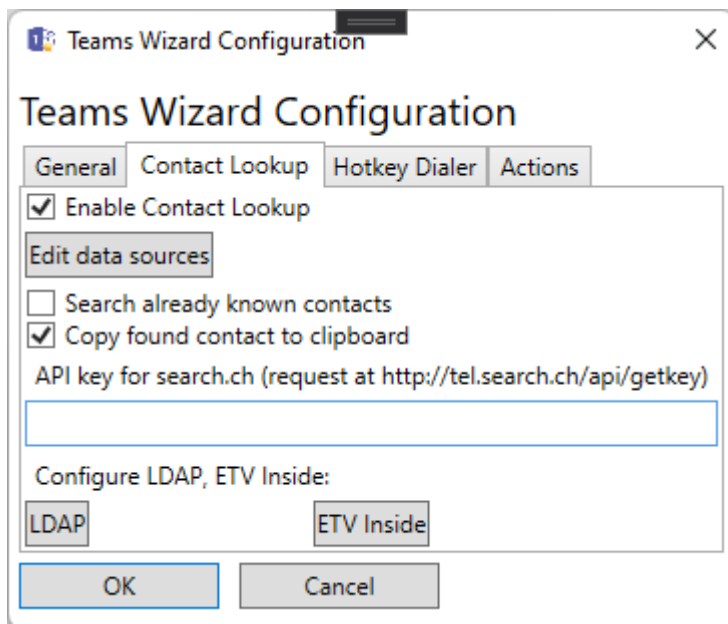 Teams Wizard Configuration
Teams Wizard Configuration
General Contact Lookup Hotkey Dialer Actions
Enable Contact Lookup
Edit data sources
Search already known contacts
Copy found contact to clipboard
API key for search.ch (request at http://tel.search.ch/api/getkey)
Configure LDAP, ETV Inside:
LDAP ETV Inside
OK Cancel